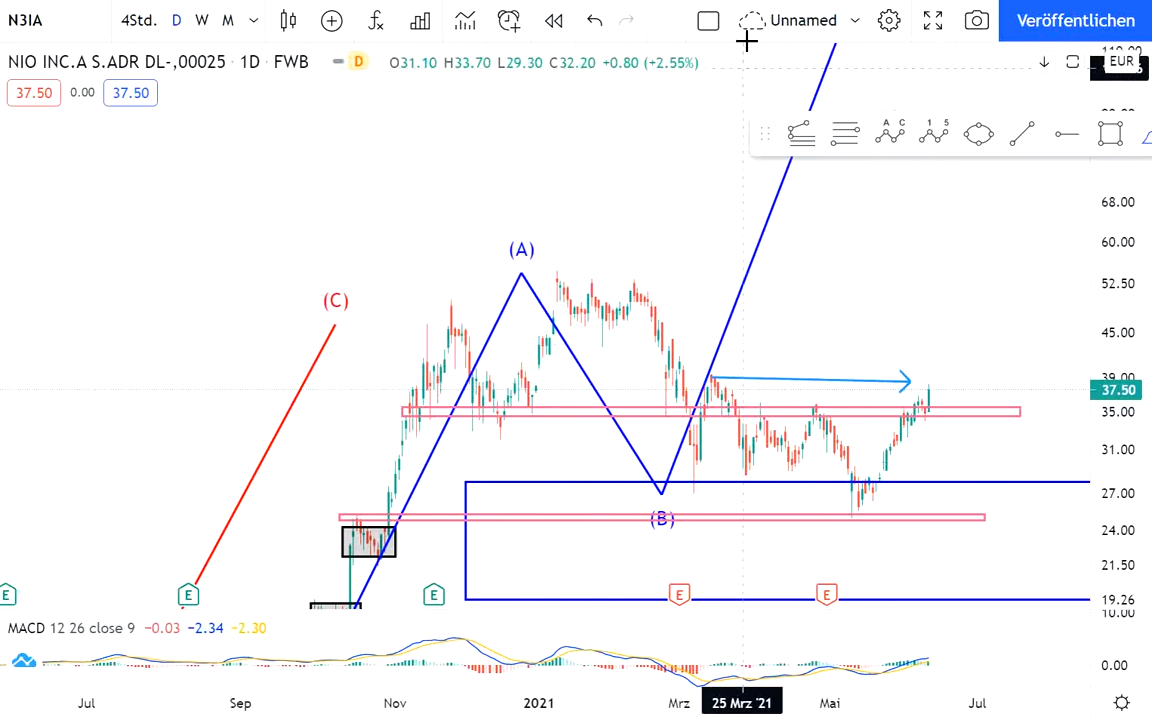 N3IA 4Std. D W M Unnamed Veröffentlichen
NIO INC.A S.ADR DL-,00025 · 1D · FWB D O31.10 H33.70 L29.30 C32.20 +0.80 (+2.55%)
110.00
EUR
37.50 0.00 37.50
A C 1 5
68.00
60.00
(A)
52.50
(C)
45.00
39.00
37.50
35.00
31.00
27.00
(B)
24.00
21.50
E E E E E
19.26
10.00
MACD 12 26 close 9 −0.03 −2.34 −2.30
0.00
Jul Sep Nov 2021 Mrz 25 Mrz '21 Mai Jul